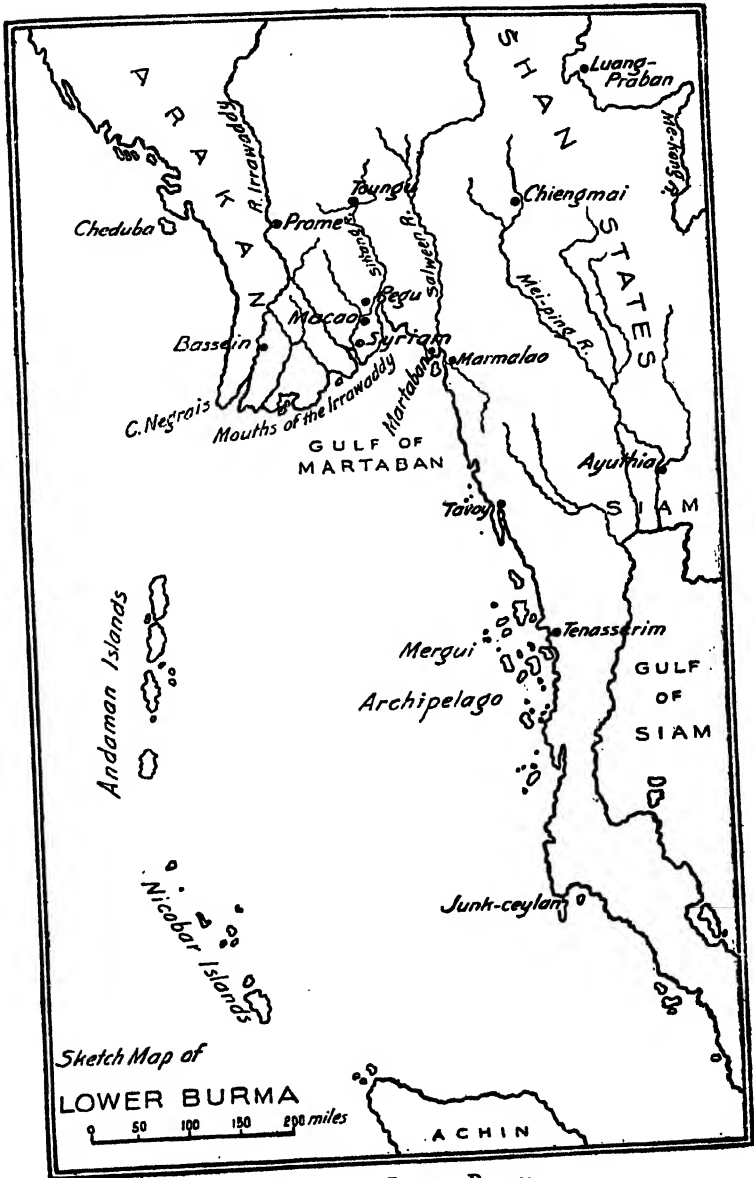 ARAKAN
SHAN
STATES
Luang-
Praban
Me-kong R.
R. Irrawaddy
Toungu
Chiengmai
Cheduba
Prome
Sitang R.
Salween R.
Mei-ping R.
Pegu
Macao
Bassein
Syriam
Martaban
Marmalao
C. Negrais
Mouths of the Irrawaddy
GULF OF
MARTABAN
Ayuthia
SIAM
Tavoy
Andaman Islands
Tenasserim
Mergui
Archipelago
GULF
OF
SIAM
Junk-ceylan
Nicobar Islands
Sketch Map of
LOWER BURMA
0 50 100 150 200 miles
ACHIN